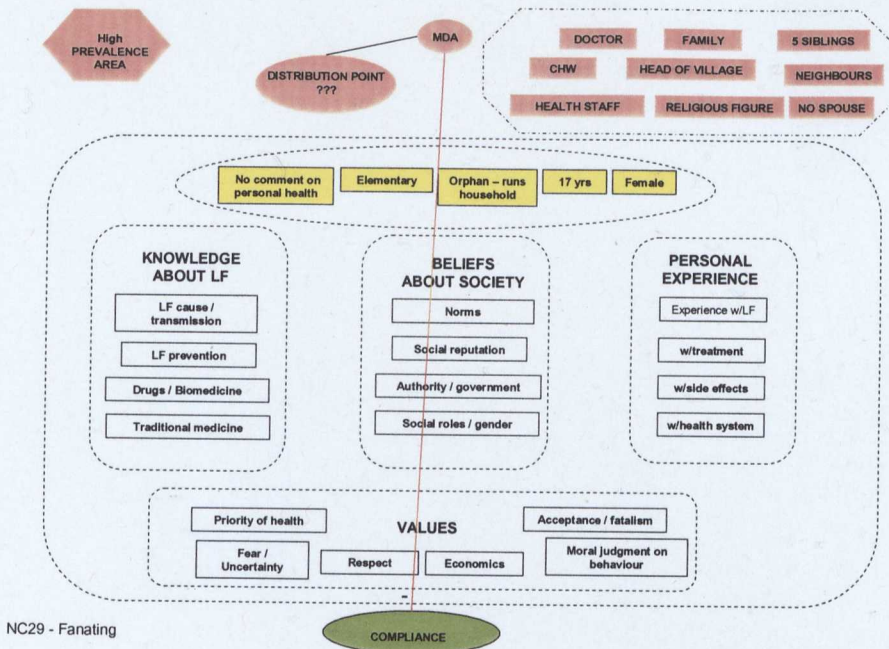 High
PREVALENCE
AREA
MDA
DISTRIBUTION POINT
???
DOCTOR
FAMILY
5 SIBLINGS
CHW
HEAD OF VILLAGE
NEIGHBOURS
HEALTH STAFF
RELIGIOUS FIGURE
NO SPOUSE
No comment on
personal health
Elementary
Orphan – runs
household
17 yrs
Female
KNOWLEDGE
ABOUT LF
LF cause /
transmission
LF prevention
Drugs / Biomedicine
Traditional medicine
BELIEFS
ABOUT SOCIETY
Norms
Social reputation
Authority / government
Social roles / gender
PERSONAL
EXPERIENCE
Experience w/LF
w/treatment
w/side effects
w/health system
Priority of health
VALUES
Acceptance / fatalism
Fear /
Uncertainty
Respect
Economics
Moral judgment on
behaviour
-
COMPLIANCE
NC29 - Fanating